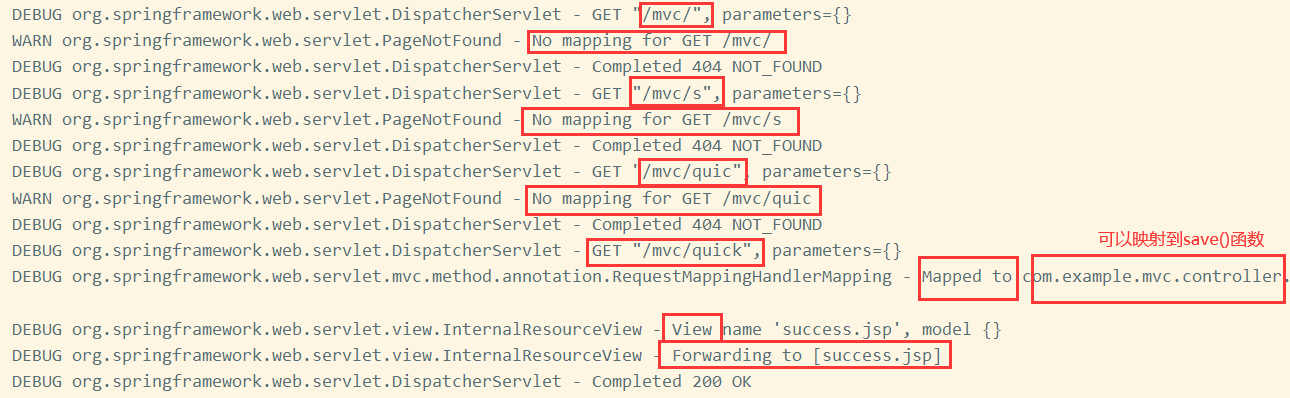 DEBUG org.springframework.web.servlet.DispatcherServlet - GET "/mvc/", parameters={}
WARN org.springframework.web.servlet.PageNotFound - No mapping for GET /mvc/
DEBUG org.springframework.web.servlet.DispatcherServlet - Completed 404 NOT_FOUND
DEBUG org.springframework.web.servlet.DispatcherServlet - GET "/mvc/s", parameters={}
WARN org.springframework.web.servlet.PageNotFound - No mapping for GET /mvc/s
DEBUG org.springframework.web.servlet.DispatcherServlet - Completed 404 NOT_FOUND
DEBUG org.springframework.web.servlet.DispatcherServlet - GET "/mvc/quic", parameters={}
WARN org.springframework.web.servlet.PageNotFound - No mapping for GET /mvc/quic
DEBUG org.springframework.web.servlet.DispatcherServlet - Completed 404 NOT_FOUND
DEBUG org.springframework.web.servlet.DispatcherServlet - GET "/mvc/quick", parameters={}
可以映射到save()函数
DEBUG org.springframework.web.servlet.mvc.method.annotation.RequestMappingHandlerMapping - Mapped to com.example.mvc.controller.
DEBUG org.springframework.web.servlet.view.InternalResourceView - View name 'success.jsp', model {}
DEBUG org.springframework.web.servlet.view.InternalResourceView - Forwarding to [success.jsp]
DEBUG org.springframework.web.servlet.DispatcherServlet - Completed 200 OK